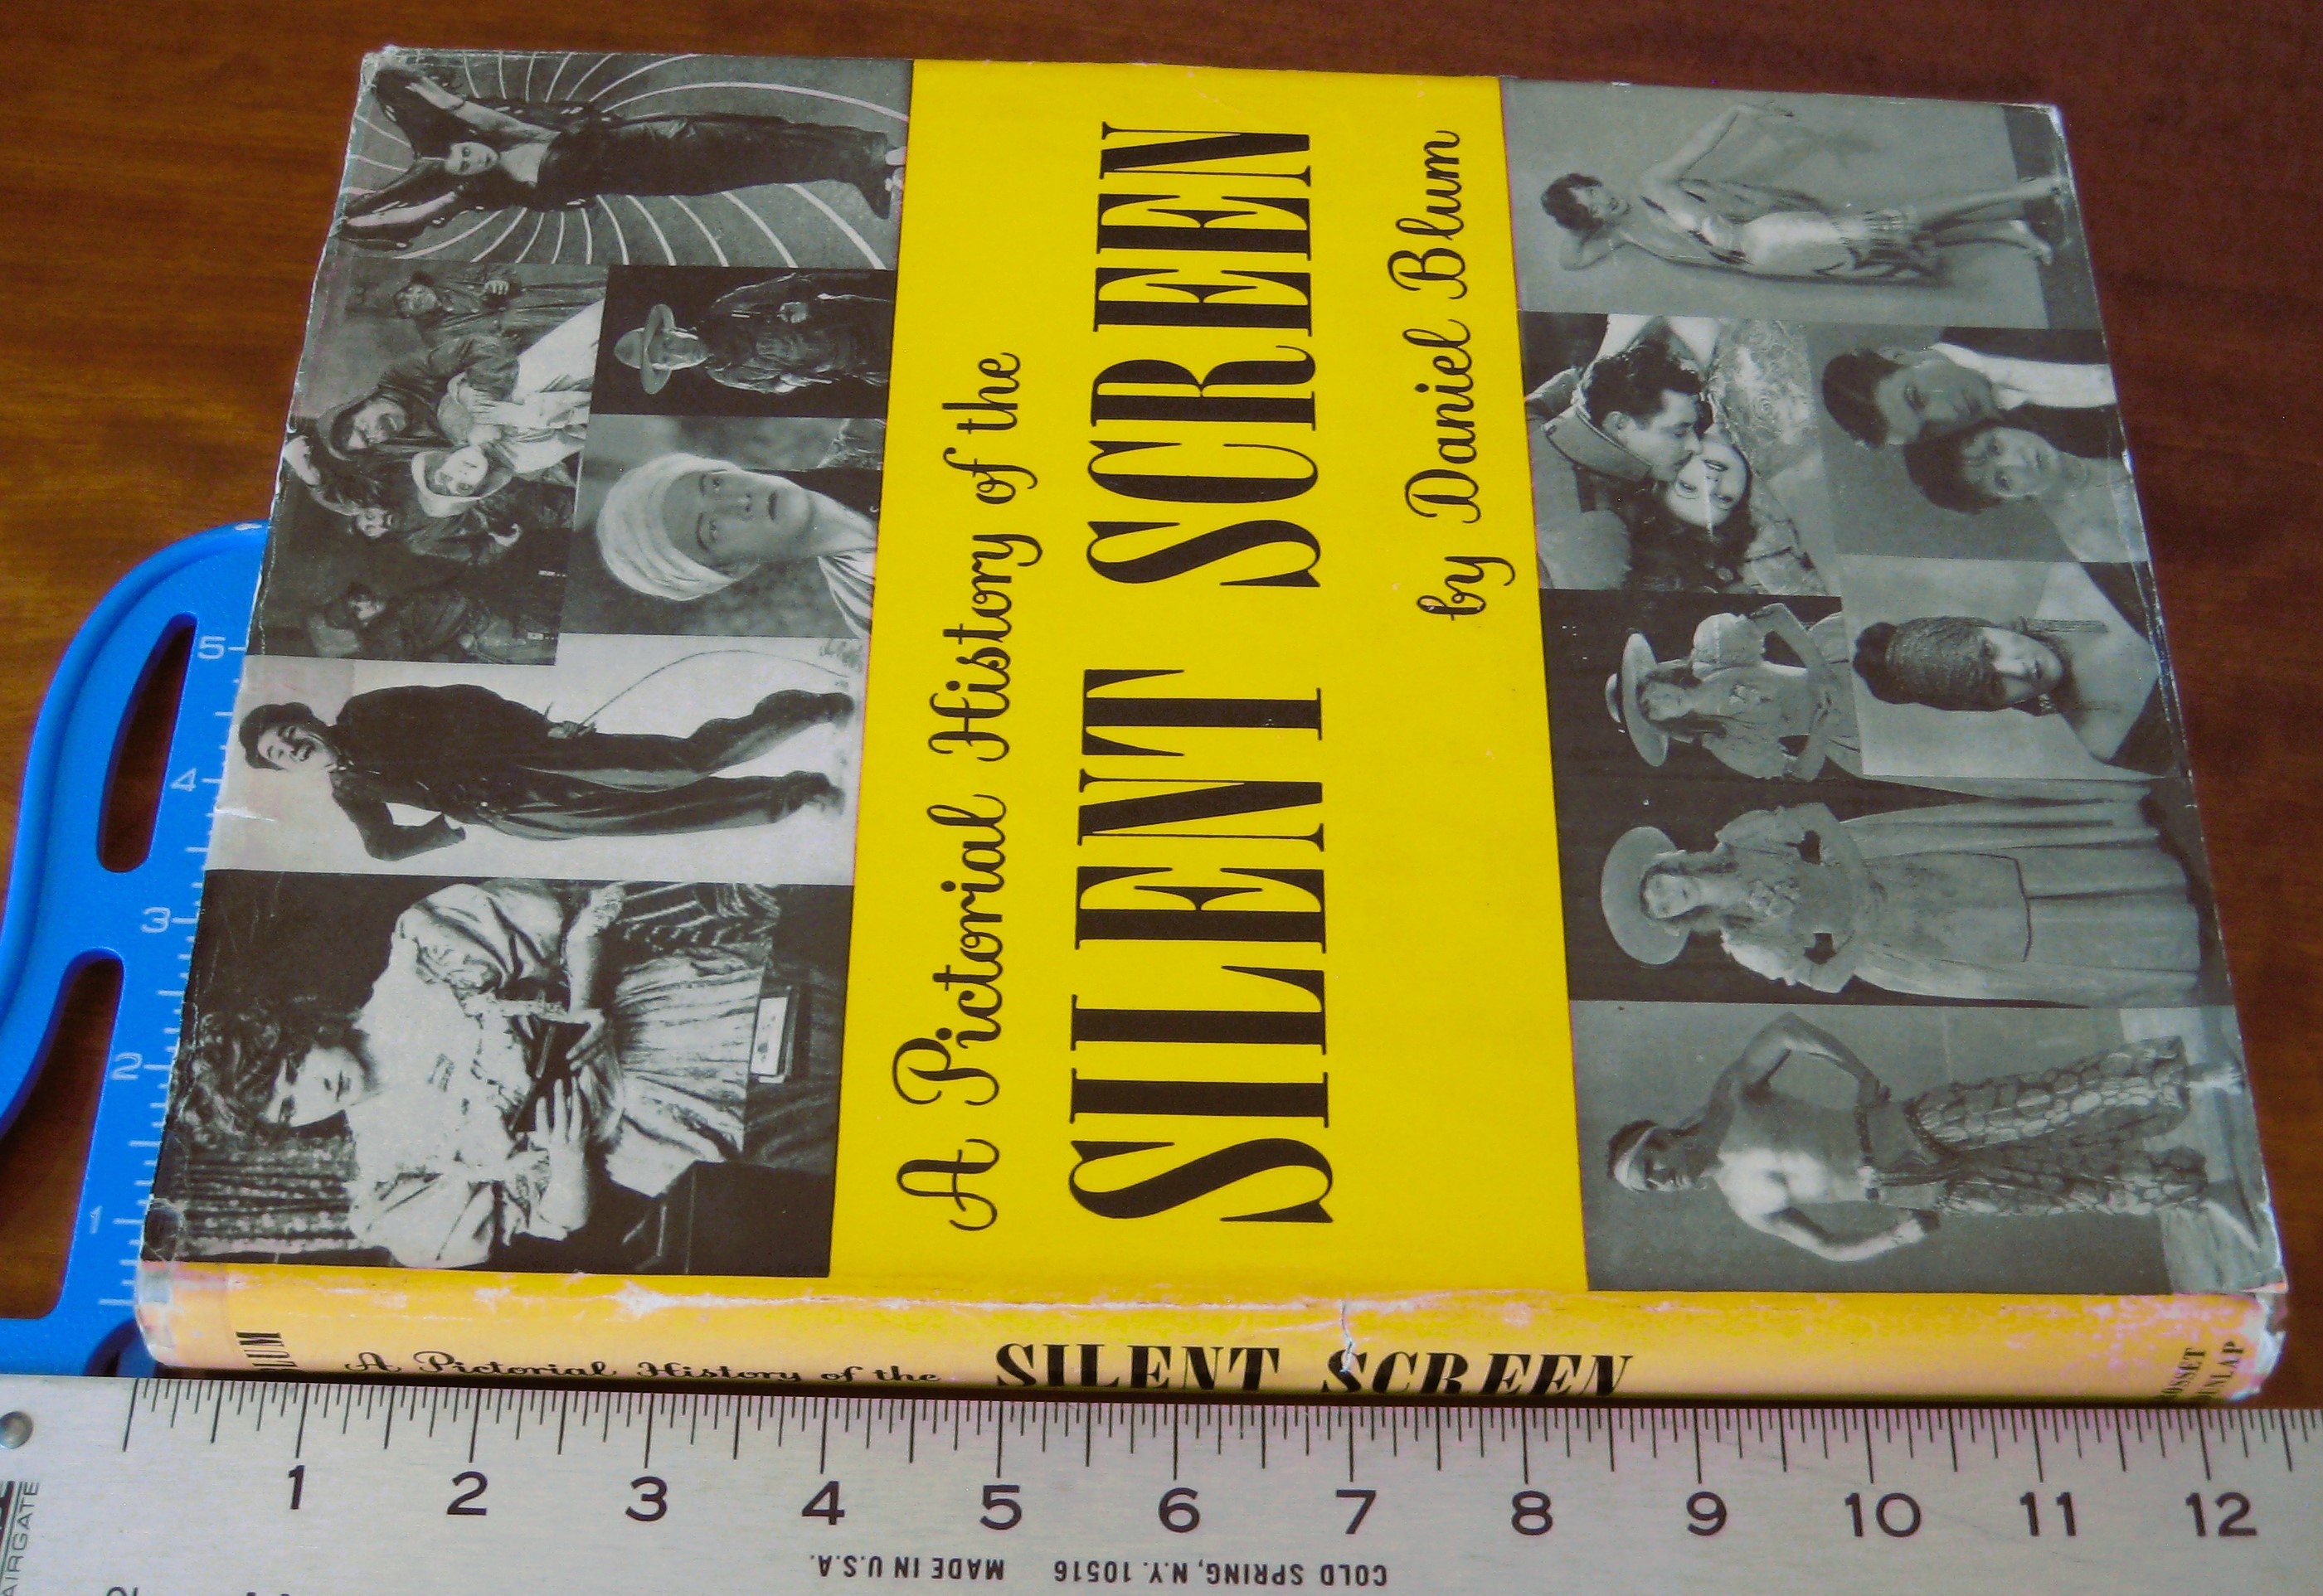 A Pictorial History of the
SILENT SCREEN
by Daniel Blum
A Pictorial History of the SILENT SCREEN
5
4
3
2
1
1 2 3 4 5 6 7 8 9 10 11 12
COLD SPRING, N.Y. 10516 MADE IN U.S.A.